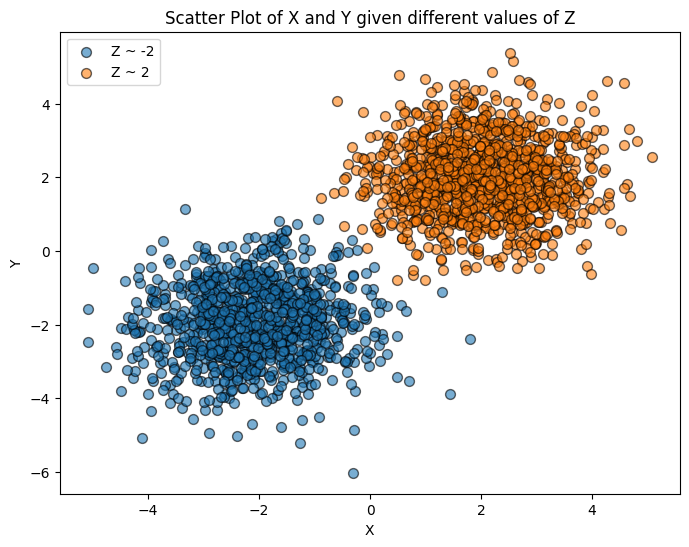 Scatter Plot of X and Y given different values of Z
Z ~ -2
Z ~ 2
4
2
0
−2
−4
−6
Y
−4
−2
0
2
4
X